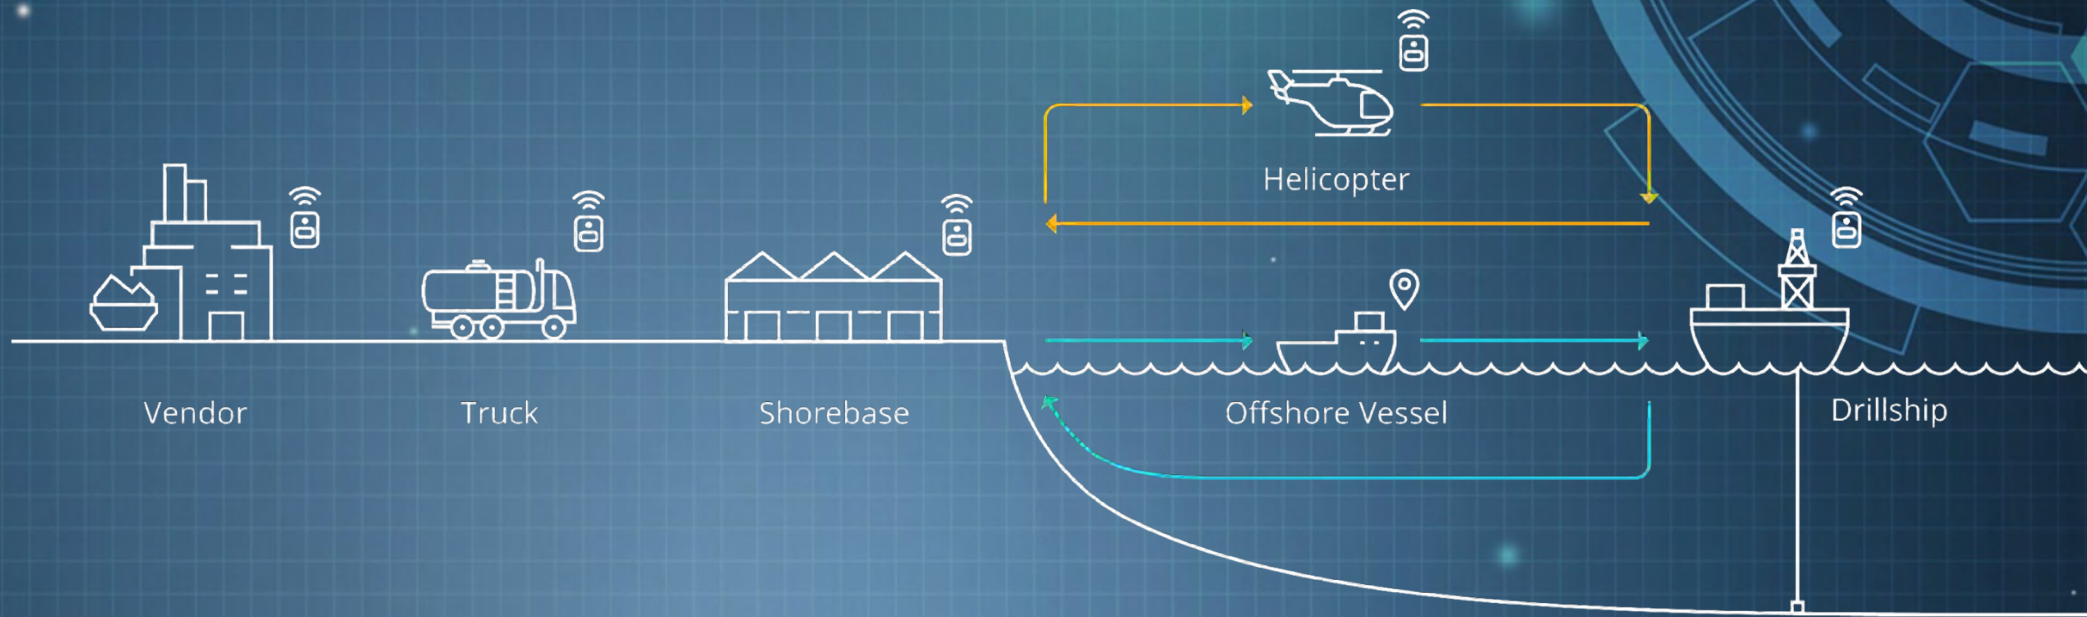 Helicopter
Vendor
Truck
Shorebase
Offshore Vessel
Drillship